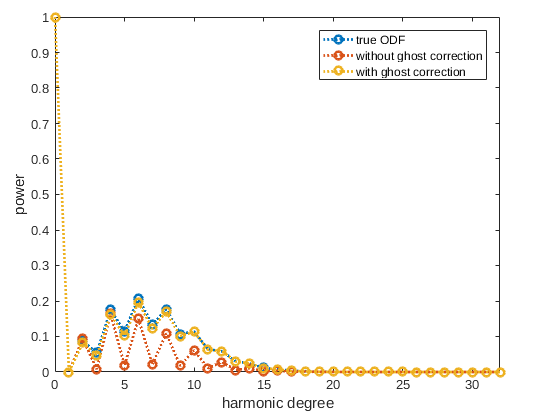 1
0.9
0.8
0.7
0.6
0.5
0.4
0.3
0.2
0.1
0
power
true ODF
without ghost correction
with ghost correction
0 5 10 15 20 25 30
harmonic degree